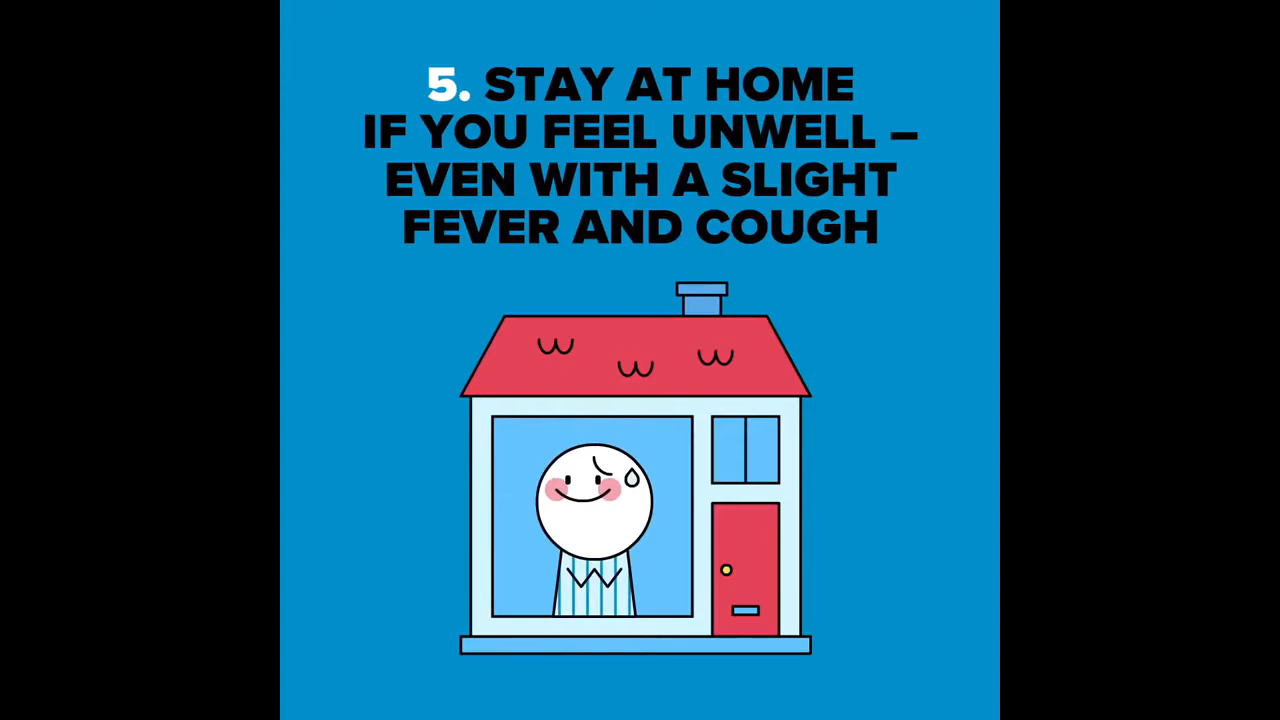 5. STAY AT HOME
IF YOU FEEL UNWELL –
EVEN WITH A SLIGHT
FEVER AND COUGH